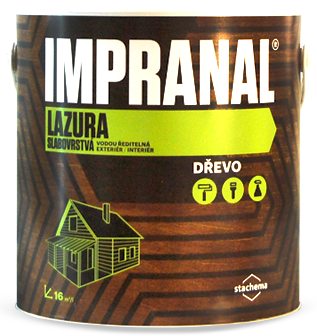 IMPRANAL®
LAZURA
SLABOVRSTVÁ
VODOU ŘEDITELNÁ
EXTERIÉR / INTERIÉR
DŘEVO
16 m²/l
stachema